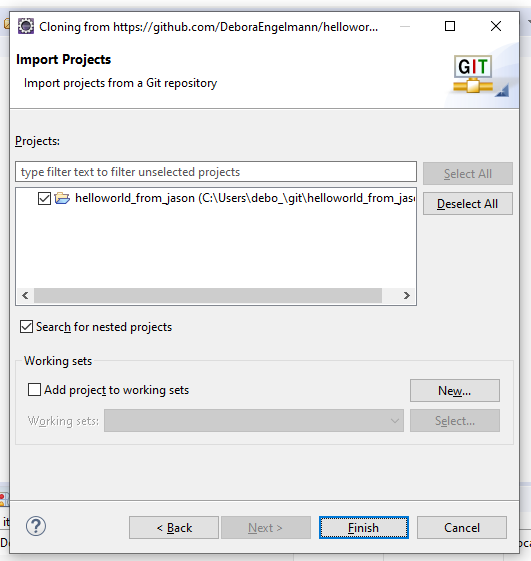 Cloning from https://github.com/DeboraEngelmann/hellowor...
Import Projects
Import projects from a Git repository
GIT
Projects:
type filter text to filter unselected projects
Select All
helloworld_from_jason (C:\Users\debo_\git\helloworld_from_jaso
Deselect All
Search for nested projects
Working sets
Add project to working sets
New...
Working sets:
Select...
? < Back Next > Finish Cancel